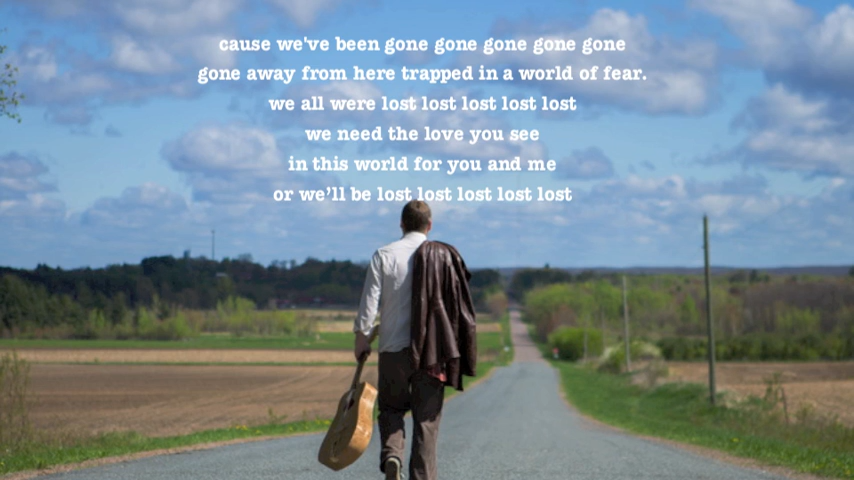 cause we've been gone gone gone gone gone
gone away from here trapped in a world of fear.
we all were lost lost lost lost lost
we need the love you see
in this world for you and me
or we’ll be lost lost lost lost lost